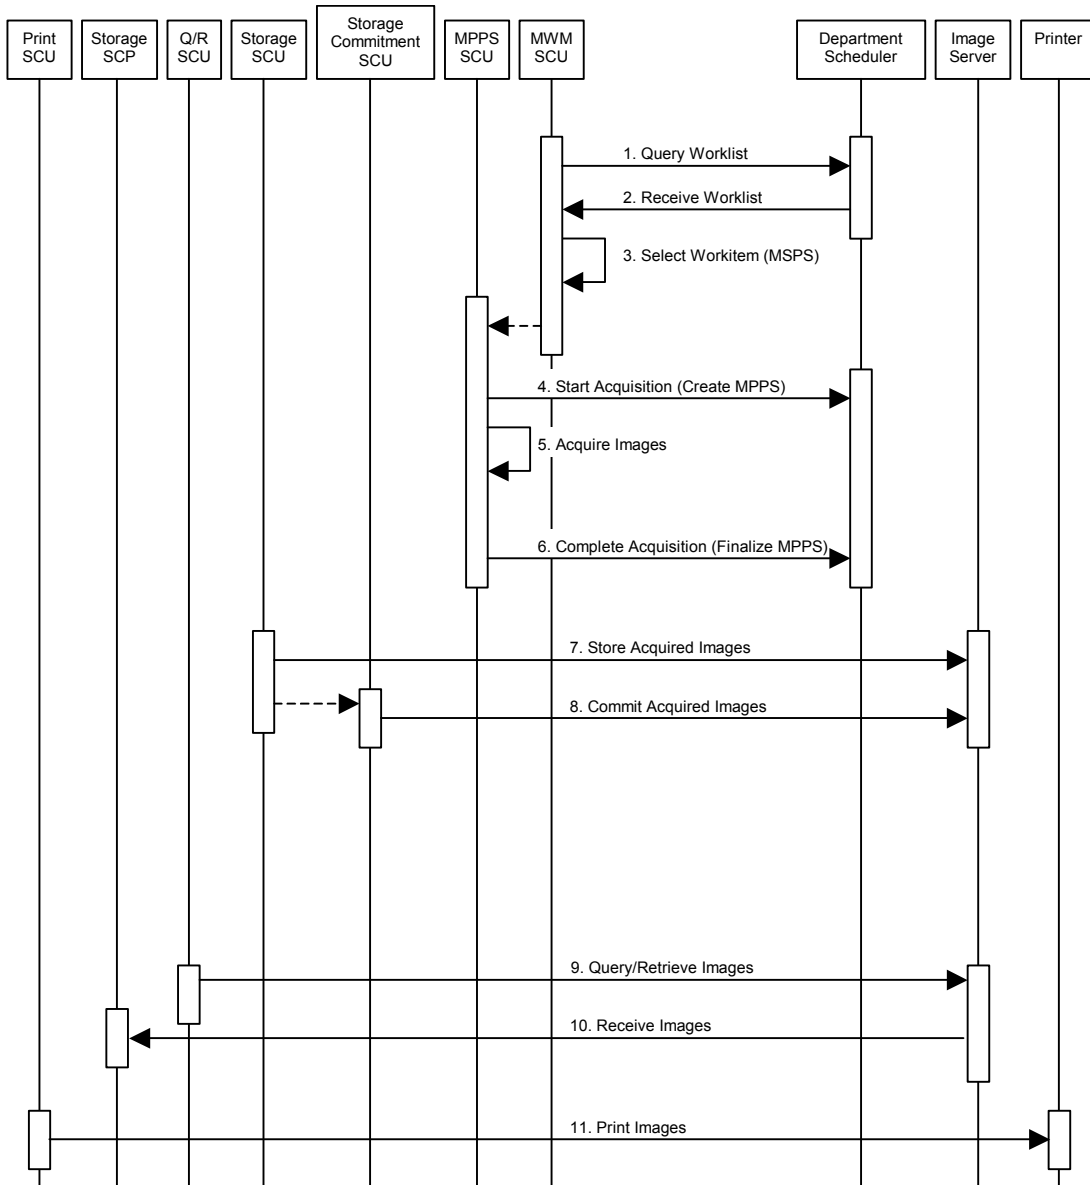 Print
SCU
Storage
SCP
Q/R
SCU
Storage
SCU
Storage
Commitment
SCU
MPPS
SCU
MWM
SCU
Department
Scheduler
Image
Server
Printer
1. Query Worklist
2. Receive Worklist
3. Select Workitem (MSPS)
4. Start Acquisition (Create MPPS)
5. Acquire Images
6. Complete Acquisition (Finalize MPPS)
7. Store Acquired Images
8. Commit Acquired Images
9. Query/Retrieve Images
10. Receive Images
11. Print Images